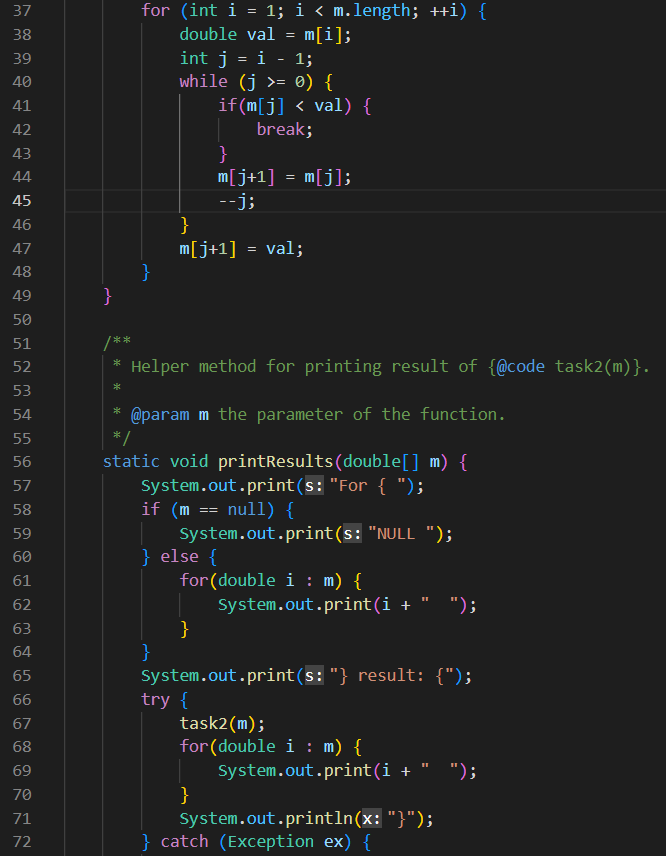 37 for (int i = 1; i < m.length; ++i) {
38 double val = m[i];
39 int j = i - 1;
40 while (j >= 0) {
41 if(m[j] < val) {
42 break;
43 }
44 m[j+1] = m[j];
45 --j;
46 }
47 m[j+1] = val;
48 }
49 }
50
51 /**
52 * Helper method for printing result of {@code task2(m)}.
53 *
54 * @param m the parameter of the function.
55 */
56 static void printResults(double[] m) {
57 System.out.print(s: "For { ");
58 if (m == null) {
59 System.out.print(s: "NULL ");
60 } else {
61 for(double i : m) {
62 System.out.print(i + "  ");
63 }
64 }
65 System.out.print(s: "} result: {");
66 try {
67 task2(m);
68 for(double i : m) {
69 System.out.print(i + "  ");
70 }
71 System.out.println(x: "}");
72 } catch (Exception ex) {